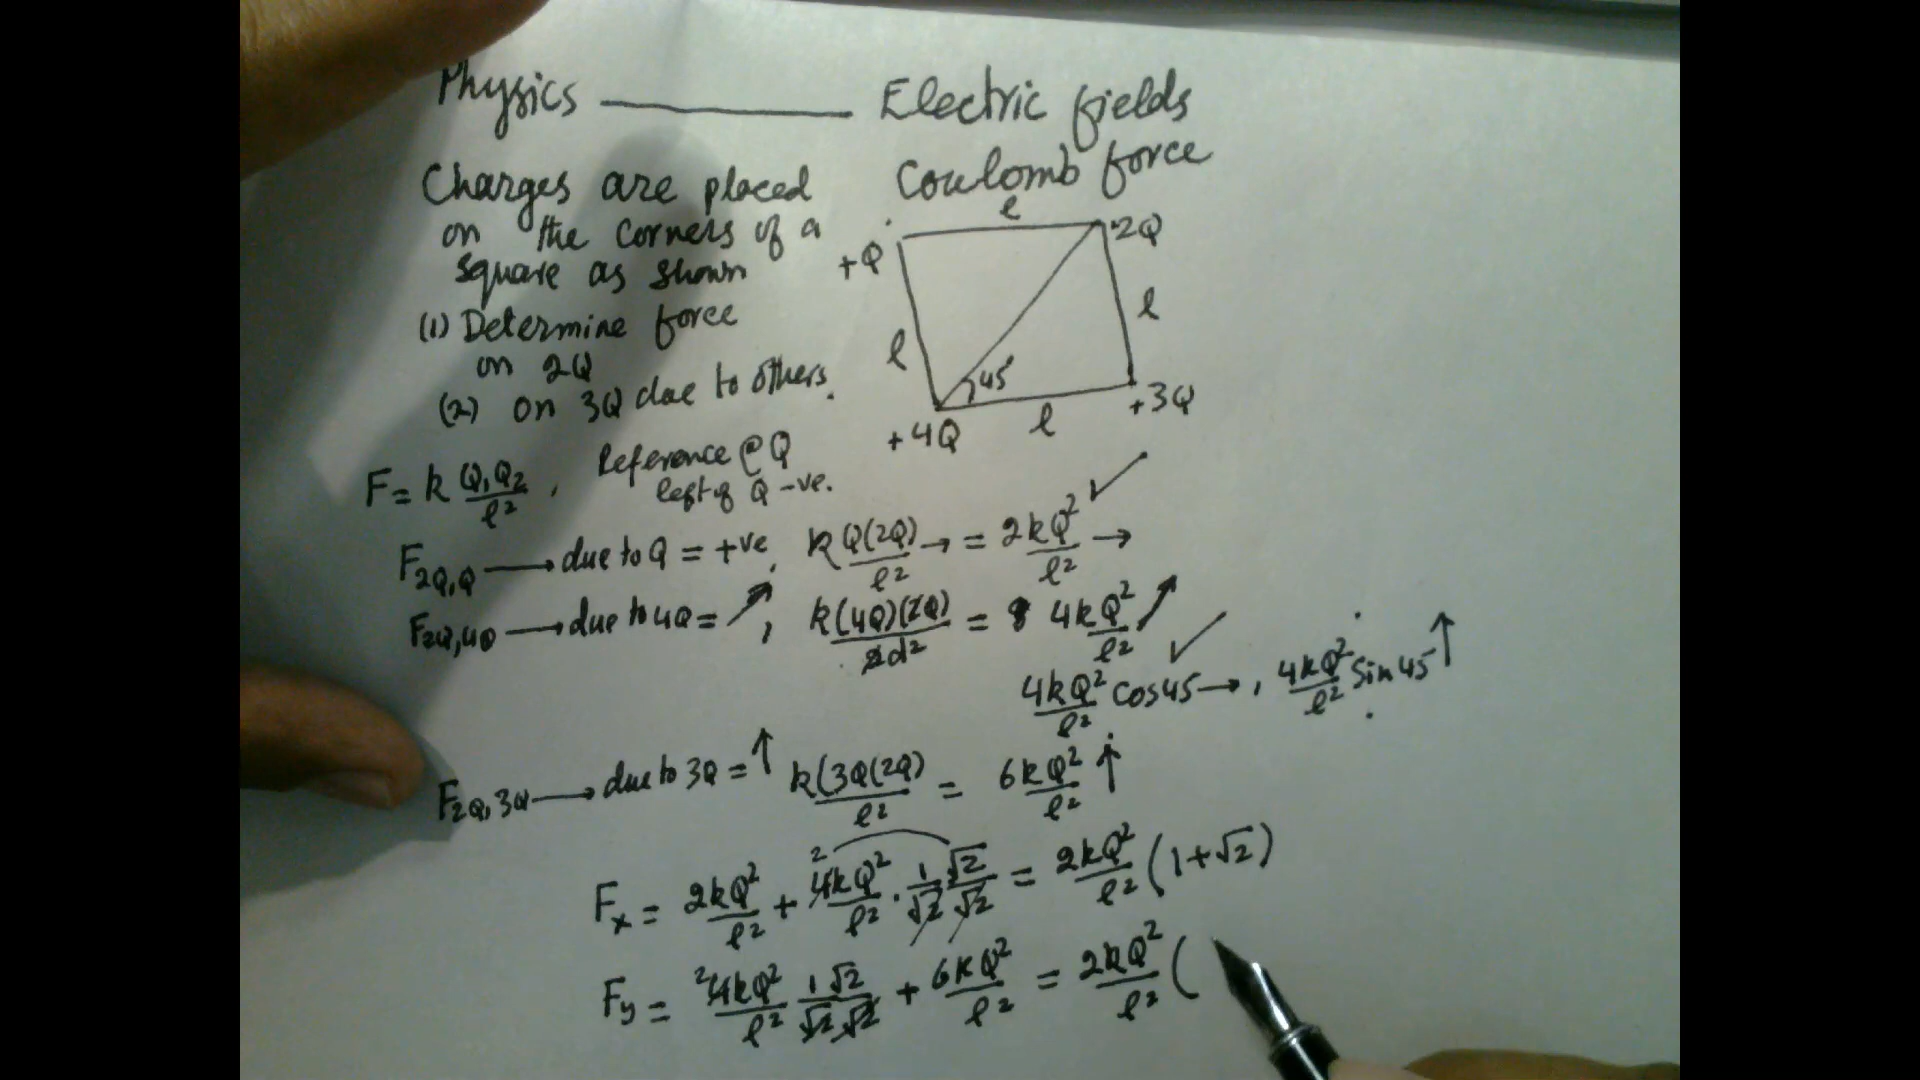 Physics ——— Electric fields
Coulomb force
Charges are placed
on the corners of a
square as shown
(1) Determine force
on 2Q
(2) on 3Q due to others.
l
+Q
2Q
l
l
45°
+4Q
l
+3Q
F = k Q₁Q₂/l² , Reference @ Q
left of Q -ve.
F2Q,Q → due to Q = +ve, kQ(2Q)/l² → = 2kQ²/l² → ✓
F2Q,4Q → due to 4Q = ↗, k(4Q)(2Q)/2d² = 4kQ²/l² ↗
4kQ²/l² cos45 → , 4kQ²/l² Sin45 ↑ ✓
F2Q,3Q → due to 3Q = ↑ k(3Q(2Q)/l² = 6kQ²/l² ↑
Fx = 2kQ²/l² + 2 4kQ²/l² · 1/√2 √2/√2 = 2kQ²/l² (1+√2)
Fy = 2 4kQ²/l² 1√2/√2√2 + 6kQ²/l² = 2kQ²/l² (